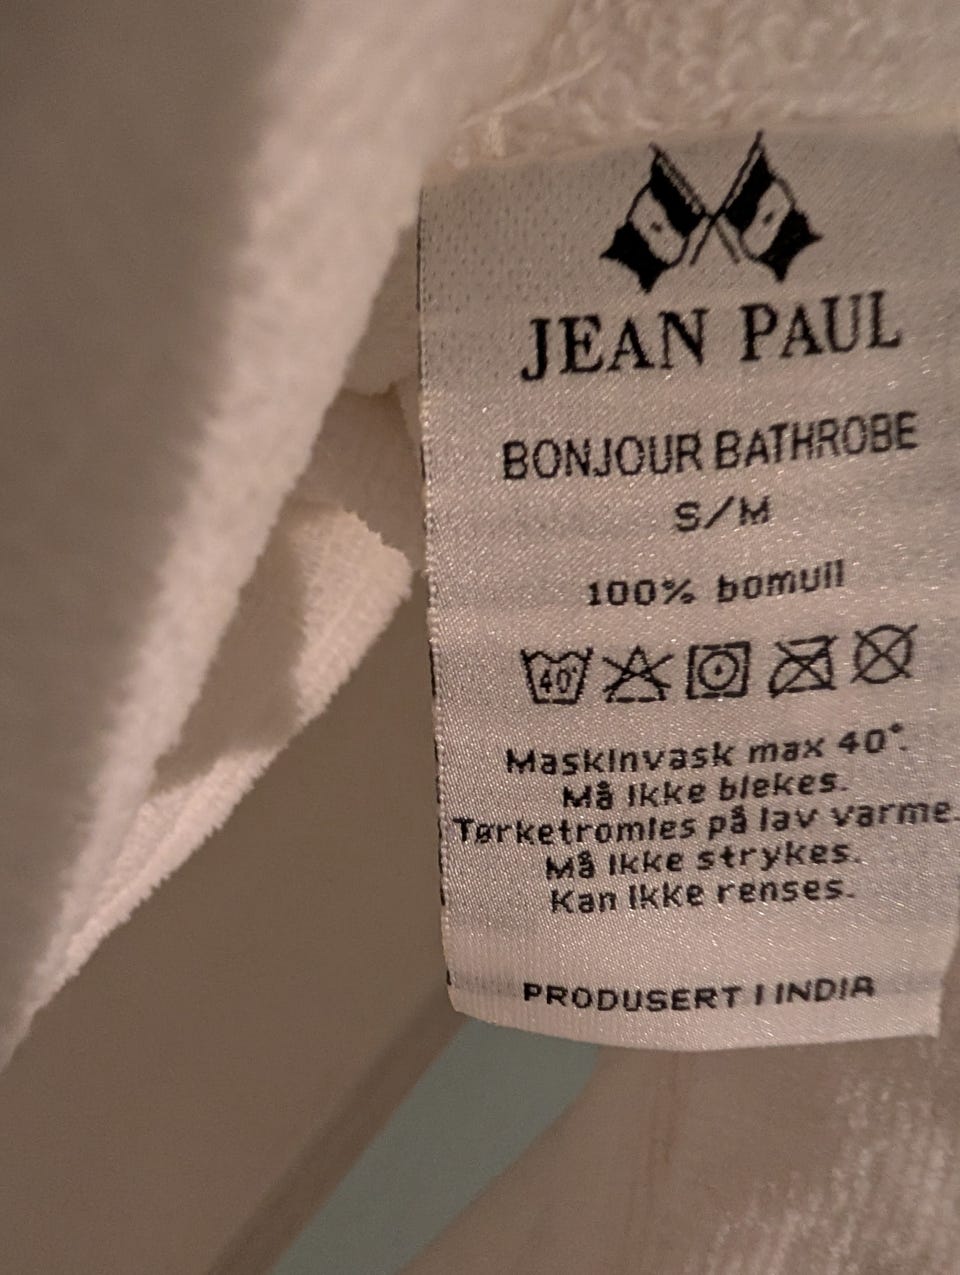 JEAN PAUL
BONJOUR BATHROBE
S/M
100% bomull
40°
Maskinvask max 40°.
Må ikke blekes.
Tørketromles på lav varme.
Må ikke strykes.
Kan ikke renses.
PRODUSERT I INDIA